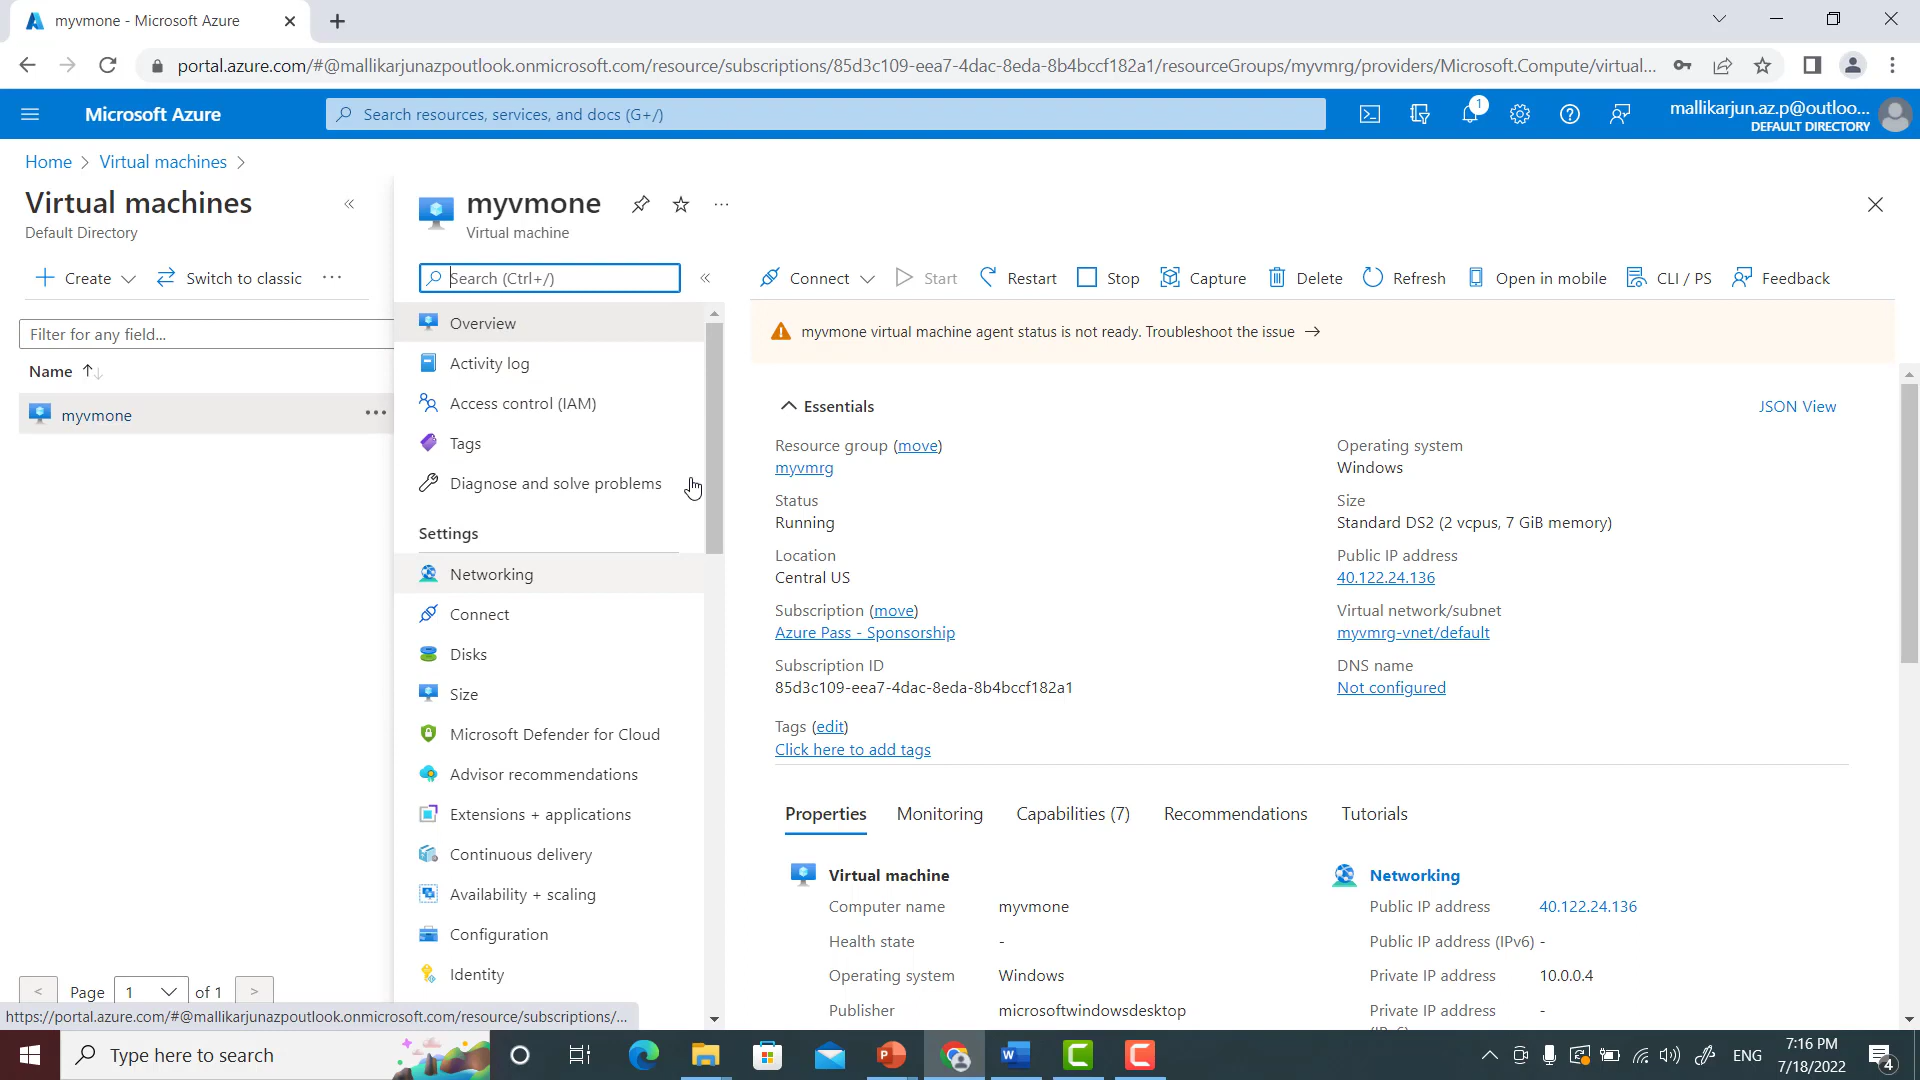 myvmone - Microsoft Azure
portal.azure.com/#@mallikarjunazpoutlook.onmicrosoft.com/resource/subscriptions/85d3c109-eea7-4dac-8eda-8b4bccf182a1/resourceGroups/myvmrg/providers/Microsoft.Compute/virtual...
Microsoft Azure
Search resources, services, and docs (G+/)
1
mallikarjun.az.p@outloo...
DEFAULT DIRECTORY
Home > Virtual machines >
Virtual machines
Default Directory
Create
Switch to classic
Filter for any field...
Name
myvmone
Page 1 of 1
myvmone
Virtual machine
Search (Ctrl+/)
Overview
Activity log
Access control (IAM)
Tags
Diagnose and solve problems
Settings
Networking
Connect
Disks
Size
Microsoft Defender for Cloud
Advisor recommendations
Extensions + applications
Continuous delivery
Availability + scaling
Configuration
Identity
Connect Start Restart Stop Capture Delete Refresh Open in mobile CLI / PS Feedback
myvmone virtual machine agent status is not ready. Troubleshoot the issue →
Essentials
JSON View
Resource group (move)
myvmrg
Status
Running
Location
Central US
Subscription (move)
Azure Pass - Sponsorship
Subscription ID
85d3c109-eea7-4dac-8eda-8b4bccf182a1
Tags (edit)
Click here to add tags
Operating system
Windows
Size
Standard DS2 (2 vcpus, 7 GiB memory)
Public IP address
40.122.24.136
Virtual network/subnet
myvmrg-vnet/default
DNS name
Not configured
Properties Monitoring Capabilities (7) Recommendations Tutorials
Virtual machine
Computer name myvmone
Health state -
Operating system Windows
Publisher microsoftwindowsdesktop
Networking
Public IP address 40.122.24.136
Public IP address (IPv6) -
Private IP address 10.0.0.4
Private IP address -
(IPv6)
https://portal.azure.com/#@mallikarjunazpoutlook.onmicrosoft.com/resource/subscriptions/...
Type here to search
ENG
7:16 PM
7/18/2022
4